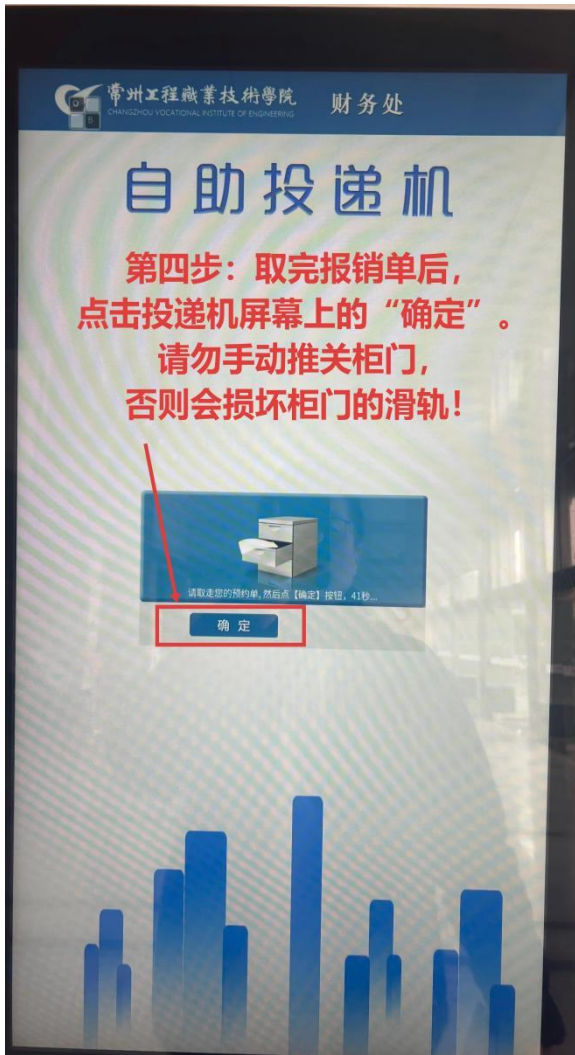 常州工程職業技術學院 财务处
CHANGZHOU VOCATIONAL INSTITUTE OF ENGINEERING
自助投递机
第四步：取完报销单后，
点击投递机屏幕上的“确定”。
请勿手动推关柜门，
否则会损坏柜门的滑轨！
请取走您的预约单,然后点【确定】按钮，41秒...
确 定